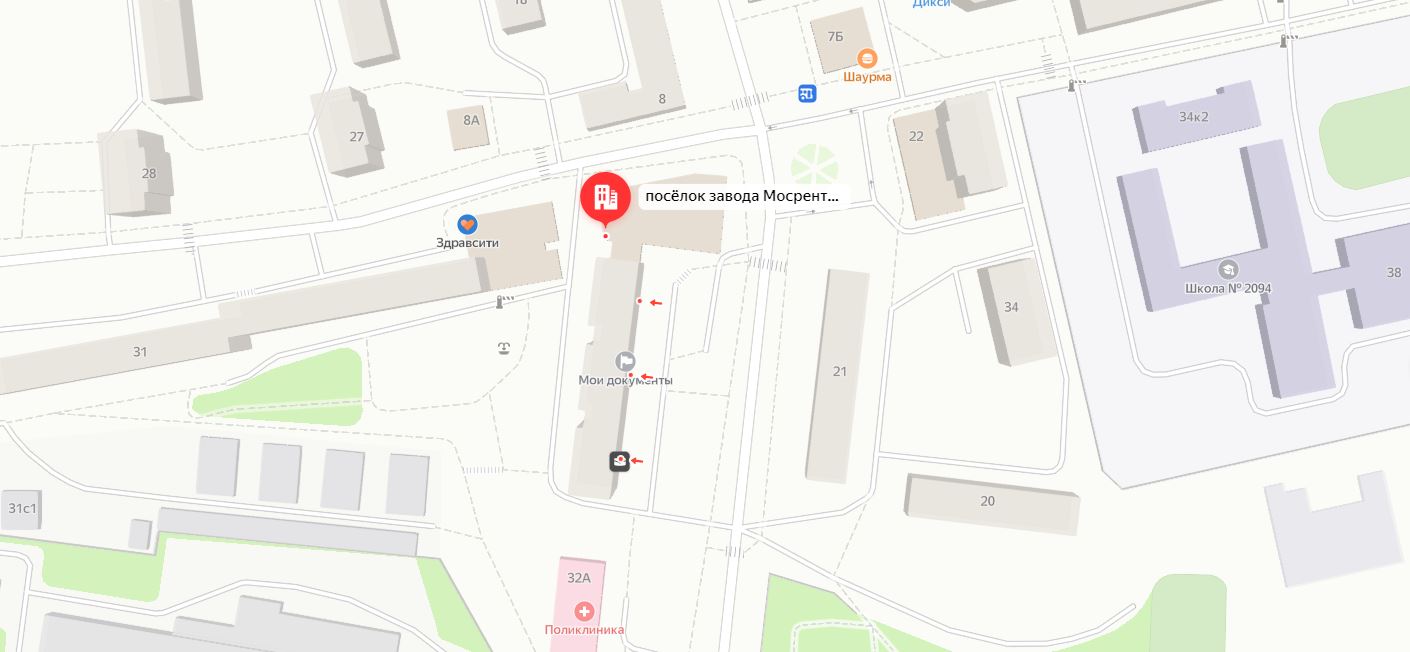 18
Дикси
7Б
Шаурма
8
8А
34к2
27
22
28
посёлок завода Мосрент...
Здравсити
38
Школа № 2094
34
31
Мои документы
21
20
31с1
32А
Поликлиника